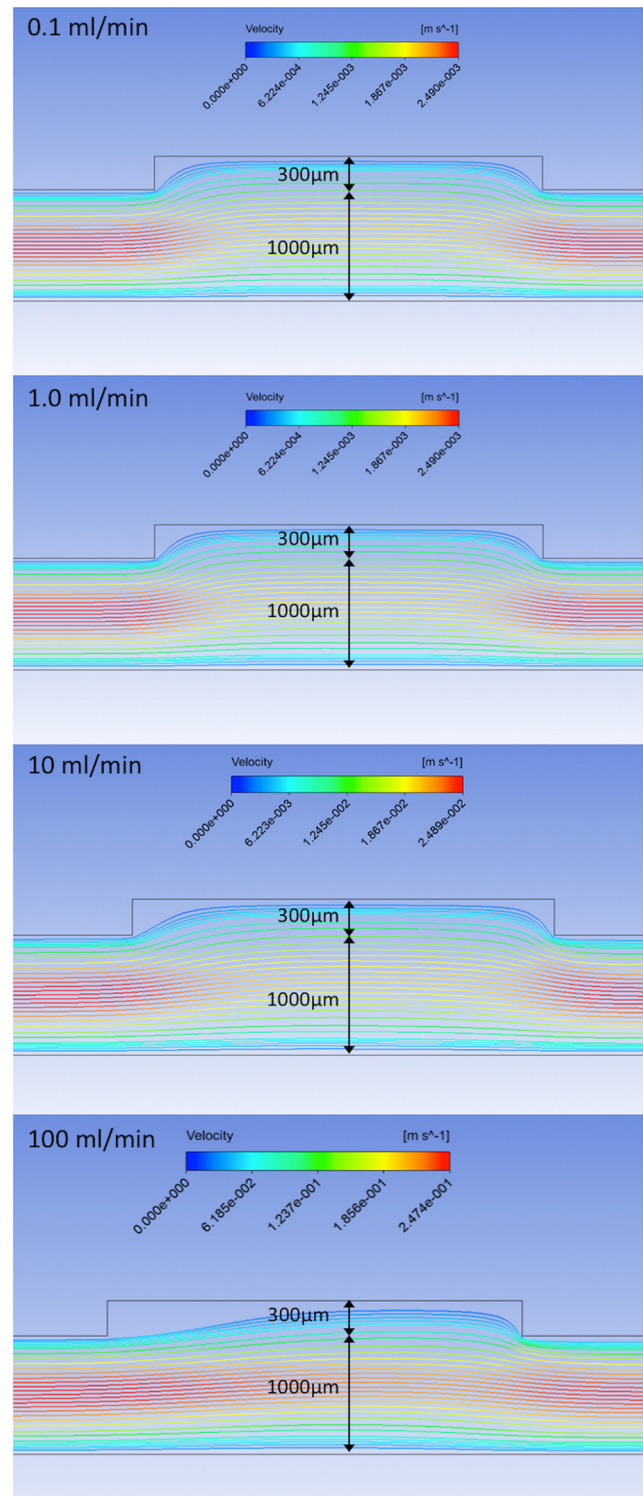 0.1 ml/min
Velocity [m s^-1]
0.000e+000 6.224e-004 1.245e-003 1.867e-003 2.490e-003
300µm
1000µm
1.0 ml/min
Velocity [m s^-1]
0.000e+000 6.224e-004 1.245e-003 1.867e-003 2.490e-003
300µm
1000µm
10 ml/min
Velocity [m s^-1]
0.000e+000 6.223e-003 1.245e-002 1.867e-002 2.489e-002
300µm
1000µm
100 ml/min
Velocity [m s^-1]
0.000e+000 6.185e-002 1.237e-001 1.856e-001 2.474e-001
300µm
1000µm